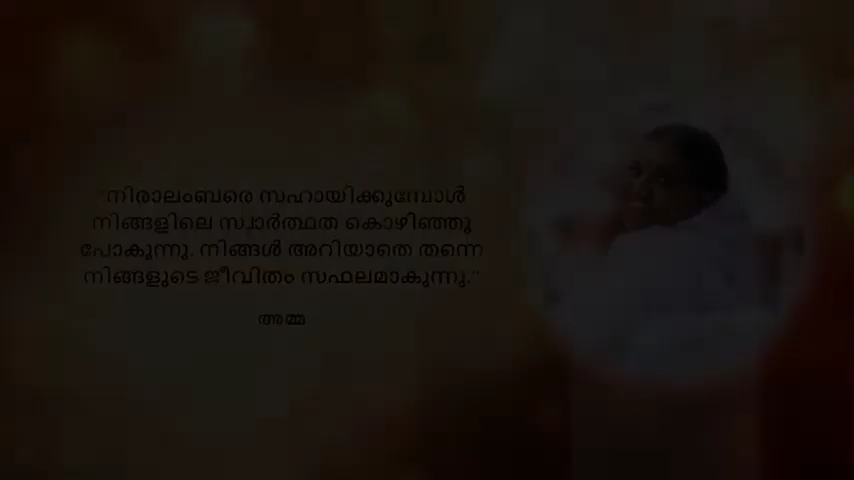 "നിരാലംബരെ സഹായിക്കുമ്പോൾ
നിങ്ങളിലെ സ്വാർത്ഥത കൊഴിഞ്ഞു
പോകുന്നു. നിങ്ങൾ അറിയാതെ തന്നെ
നിങ്ങളുടെ ജീവിതം സഫലമാകുന്നു."
അമ്മ